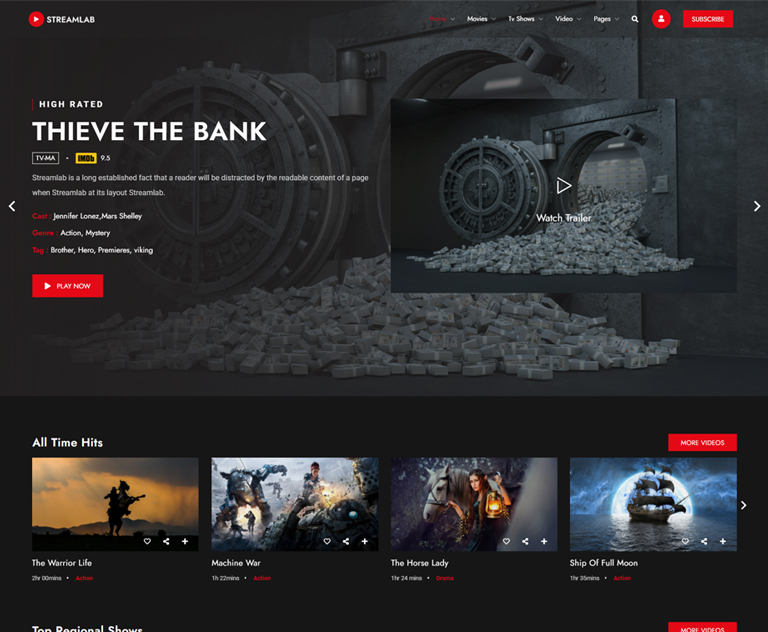 STREAMLAB
Home Movies Tv Shows Video Pages SUBSCRIBE
HIGH RATED
THIEVE THE BANK
TV-MA • IMDb 9.5
Streamlab is a long established fact that a reader will be distracted by the readable content of a page
when Streamlab at its layout Streamlab.
Cast : Jennifer Lonez,Mars Shelley
Genre : Action, Mystery
Tag : Brother, Hero, Premieres, viking
PLAY NOW
Watch Trailer
All Time Hits
MORE VIDEOS
The Warrior Life
2hr 00mins • Action
Machine War
1h 22mins • Action
The Horse Lady
1hr 24 mins • Drama
Ship Of Full Moon
1hr 35mins • Action
Top Regional Shows
MORE VIDEOS